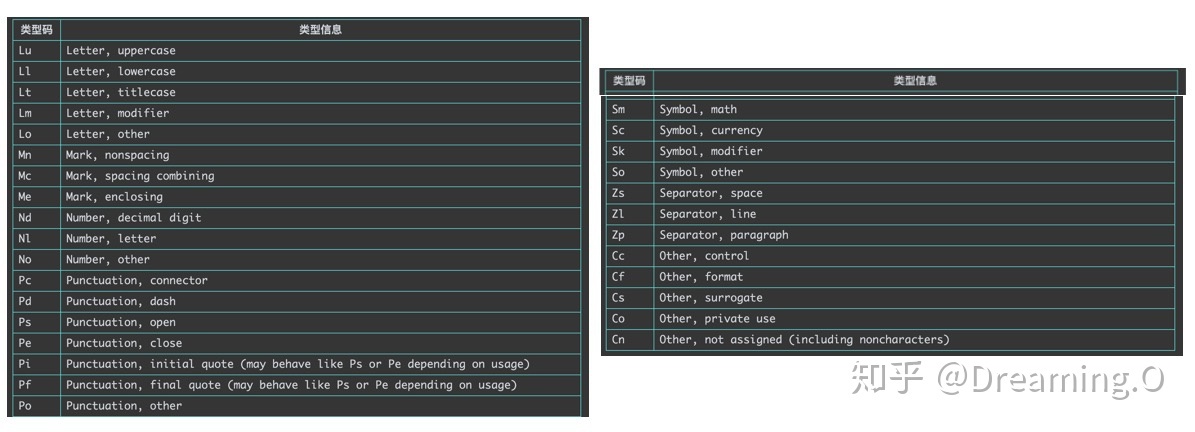 类型码 类型信息
Lu Letter, uppercase
Ll Letter, lowercase
Lt Letter, titlecase
Lm Letter, modifier
Lo Letter, other
Mn Mark, nonspacing
Mc Mark, spacing combining
Me Mark, enclosing
Nd Number, decimal digit
Nl Number, letter
No Number, other
Pc Punctuation, connector
Pd Punctuation, dash
Ps Punctuation, open
Pe Punctuation, close
Pi Punctuation, initial quote (may behave like Ps or Pe depending on usage)
Pf Punctuation, final quote (may behave like Ps or Pe depending on usage)
Po Punctuation, other
类型码 类型信息
Sm Symbol, math
Sc Symbol, currency
Sk Symbol, modifier
So Symbol, other
Zs Separator, space
Zl Separator, line
Zp Separator, paragraph
Cc Other, control
Cf Other, format
Cs Other, surrogate
Co Other, private use
Cn Other, not assigned (including noncharacters)
知乎 @Dreaming.O